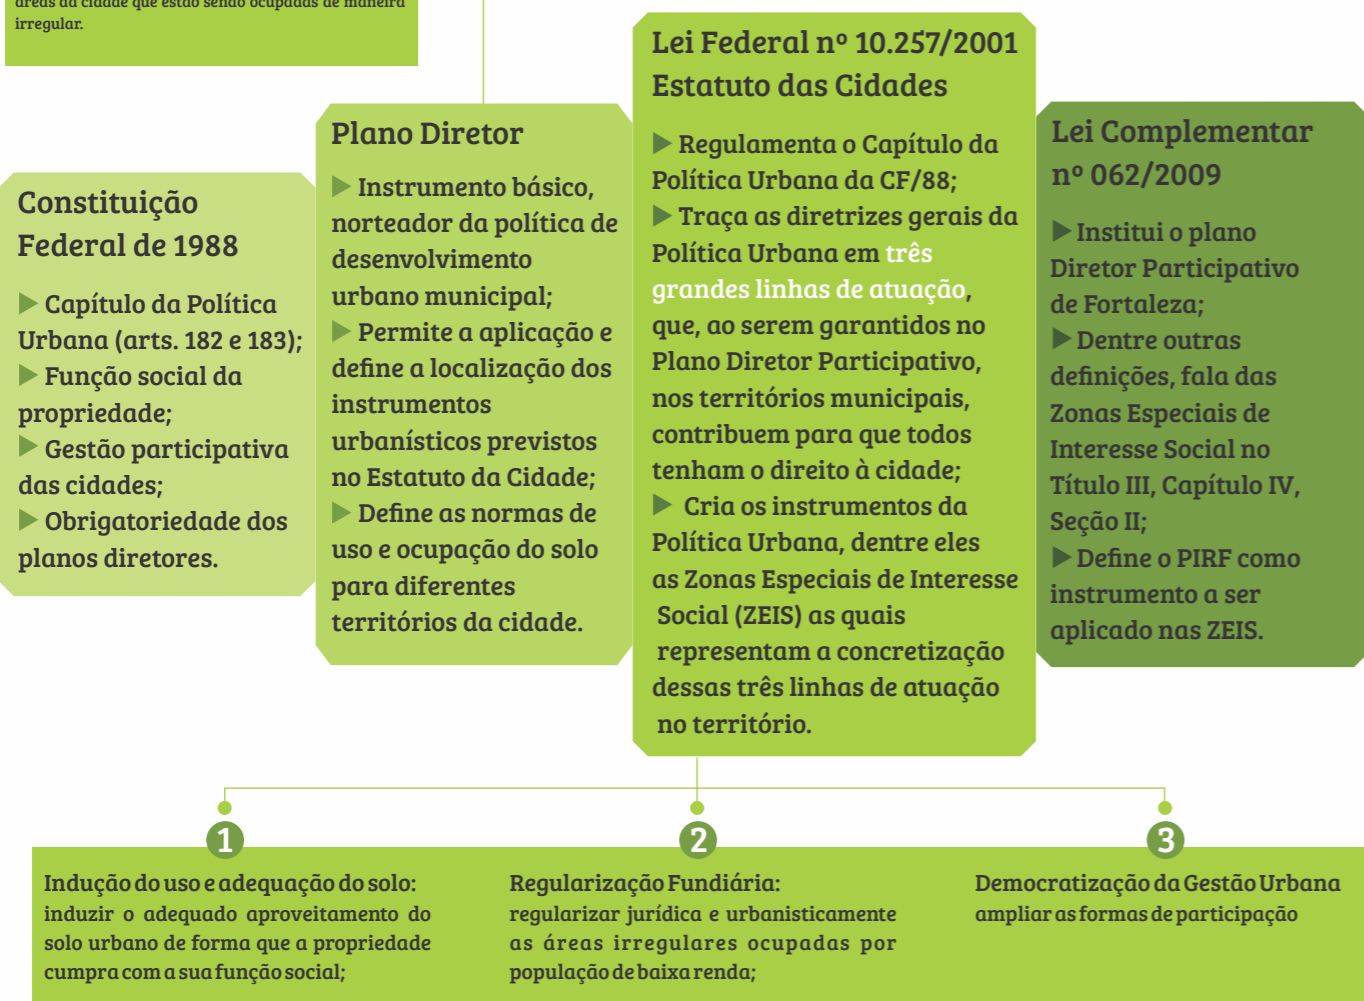 áreas da cidade que estão sendo ocupadas de maneira
irregular.
Constituição
Federal de 1988
▶ Capítulo da Política
Urbana (arts. 182 e 183);
▶ Função social da
propriedade;
▶ Gestão participativa
das cidades;
▶ Obrigatoriedade dos
planos diretores.
Plano Diretor
▶ Instrumento básico,
norteador da política de
desenvolvimento
urbano municipal;
▶ Permite a aplicação e
define a localização dos
instrumentos
urbanísticos previstos
no Estatuto da Cidade;
▶ Define as normas de
uso e ocupação do solo
para diferentes
territórios da cidade.
Lei Federal nº 10.257/2001
Estatuto das Cidades
▶ Regulamenta o Capítulo da
Política Urbana da CF/88;
▶ Traça as diretrizes gerais da
Política Urbana em três
grandes linhas de atuação,
que, ao serem garantidos no
Plano Diretor Participativo,
nos territórios municipais,
contribuem para que todos
tenham o direito à cidade;
▶ Cria os instrumentos da
Política Urbana, dentre eles
as Zonas Especiais de Interesse
Social (ZEIS) as quais
representam a concretização
dessas três linhas de atuação
no território.
Lei Complementar
nº 062/2009
▶ Institui o plano
Diretor Participativo
de Fortaleza;
▶ Dentre outras
definições, fala das
Zonas Especiais de
Interesse Social no
Título III, Capítulo IV,
Seção II;
▶ Define o PIRF como
instrumento a ser
aplicado nas ZEIS.
1
Indução do uso e adequação do solo:
induzir o adequado aproveitamento do
solo urbano de forma que a propriedade
cumpra com a sua função social;
2
Regularização Fundiária:
regularizar jurídica e urbanisticamente
as áreas irregulares ocupadas por
população de baixa renda;
3
Democratização da Gestão Urbana
ampliar as formas de participação